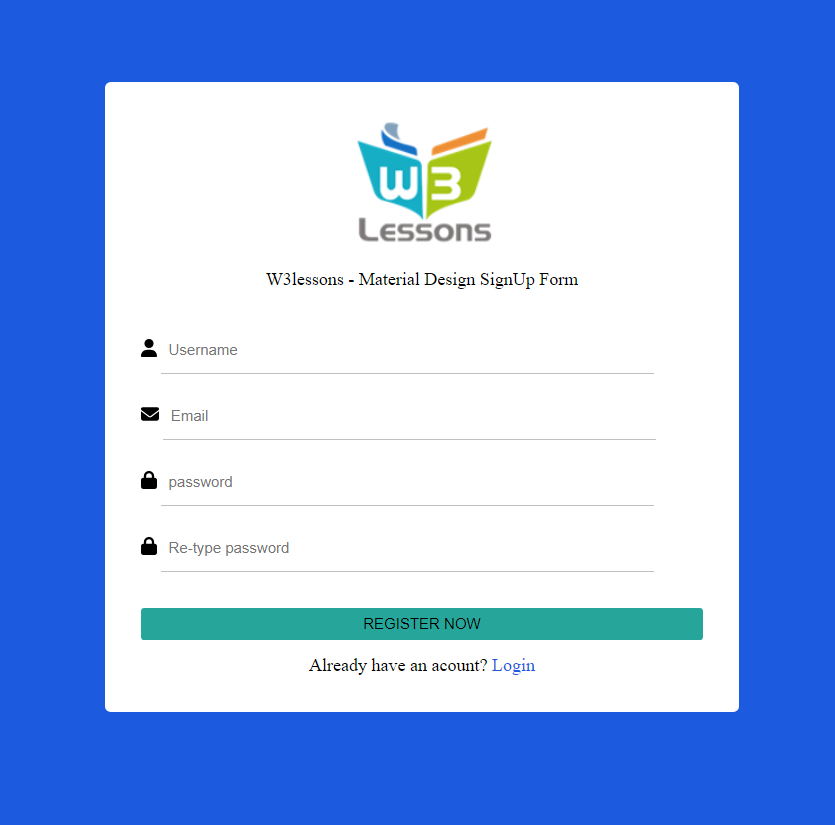 W3
Lessons
W3lessons - Material Design SignUp Form
Username
Email
password
Re-type password
REGISTER NOW
Already have an acount? Login